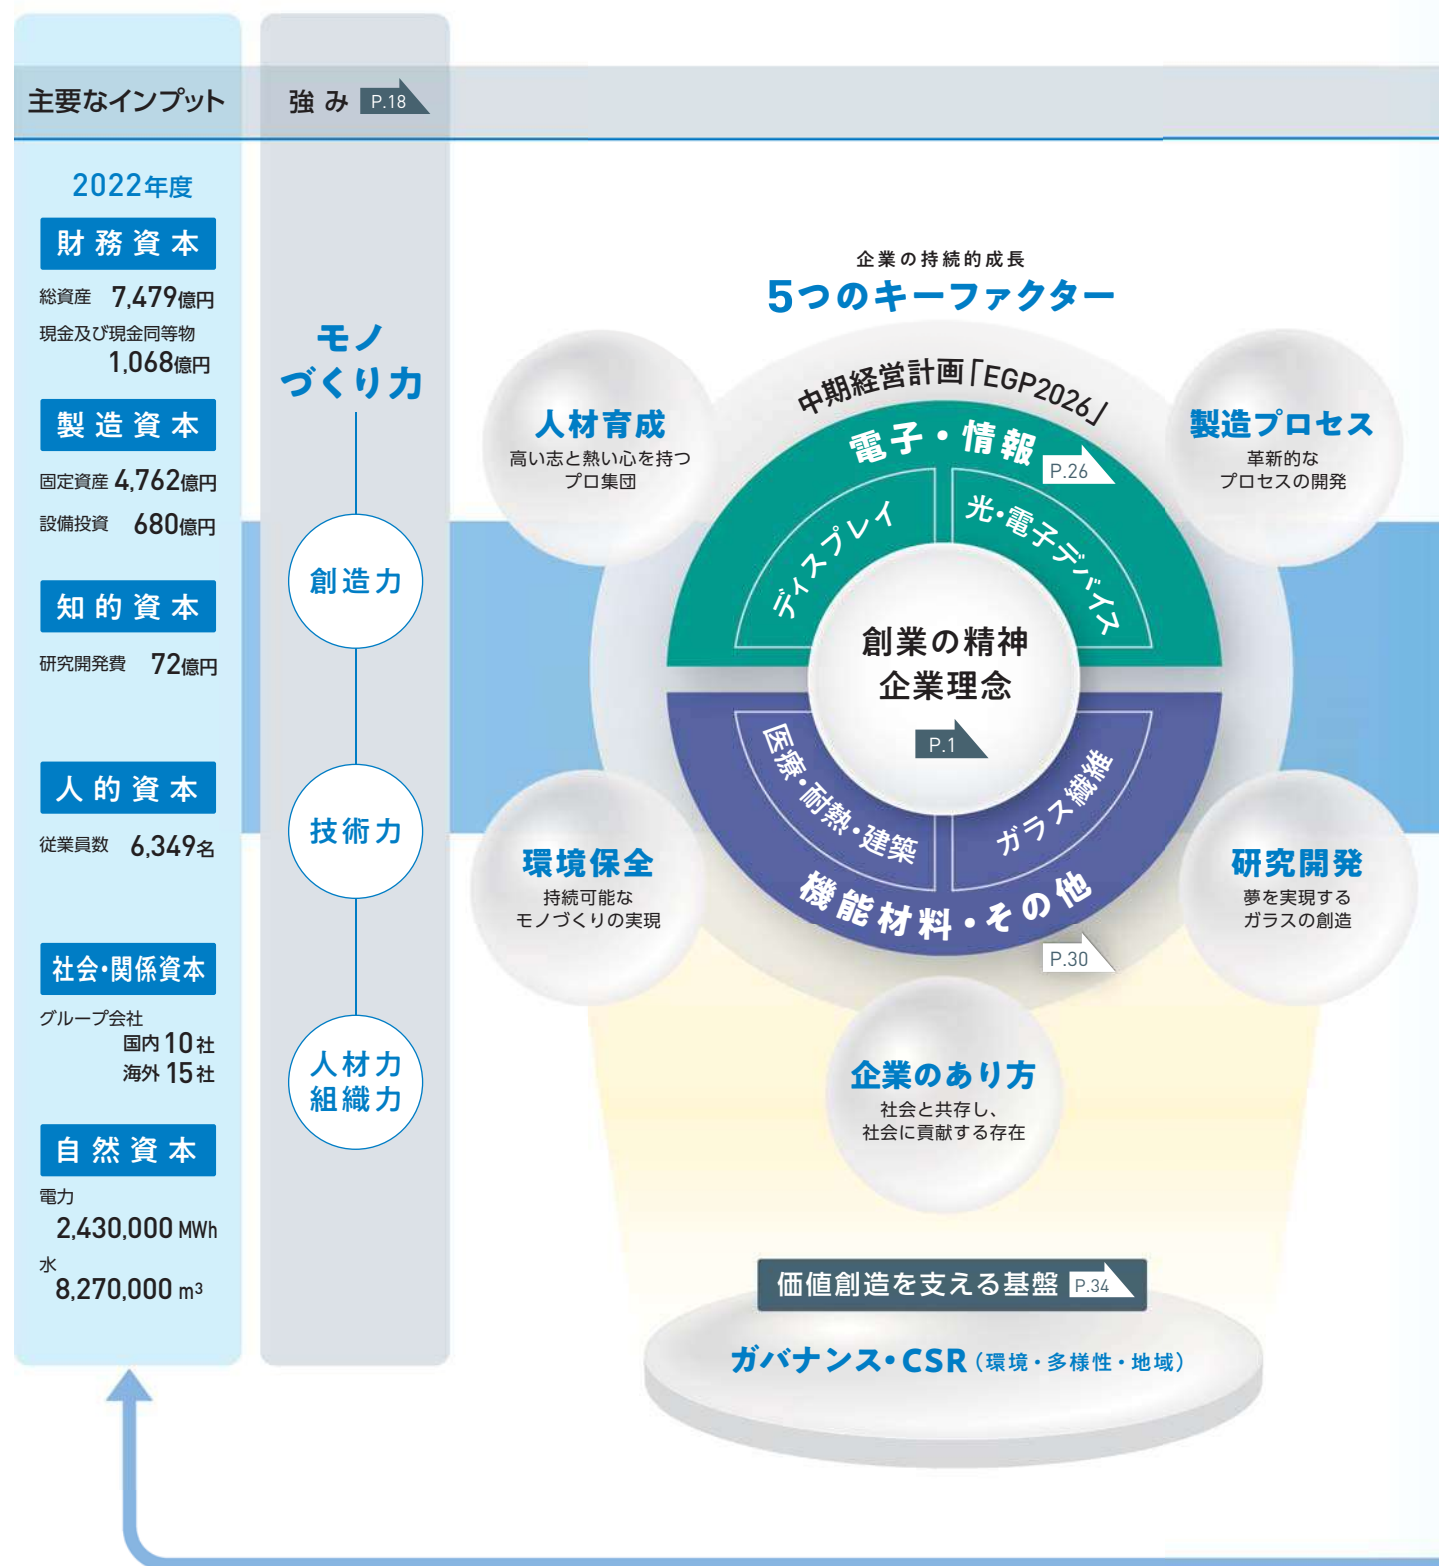 主要なインプット
強み P.18
2022年度
財務資本
総資産 7,479億円
現金及び現金同等物
1,068億円
製造資本
固定資産 4,762億円
設備投資 680億円
知的資本
研究開発費 72億円
人的資本
従業員数 6,349名
社会・関係資本
グループ会社
国内 10社
海外 15社
自然資本
電力
2,430,000 MWh
水
8,270,000 m³
モノ
づくり力
創造力
技術力
人材力
組織力
企業の持続的成長
5つのキーファクター
中期経営計画「EGP2026」
人材育成
高い志と熱い心を持つ
プロ集団
製造プロセス
革新的な
プロセスの開発
電子・情報
P.26
ディスプレイ
光・電子デバイス
創業の精神
企業理念
P.1
医療・耐熱・建築
ガラス繊維
機能材料・その他
P.30
環境保全
持続可能な
モノづくりの実現
研究開発
夢を実現する
ガラスの創造
企業のあり方
社会と共存し、
社会に貢献する存在
価値創造を支える基盤 P.34
ガバナンス・CSR（環境・多様性・地域）